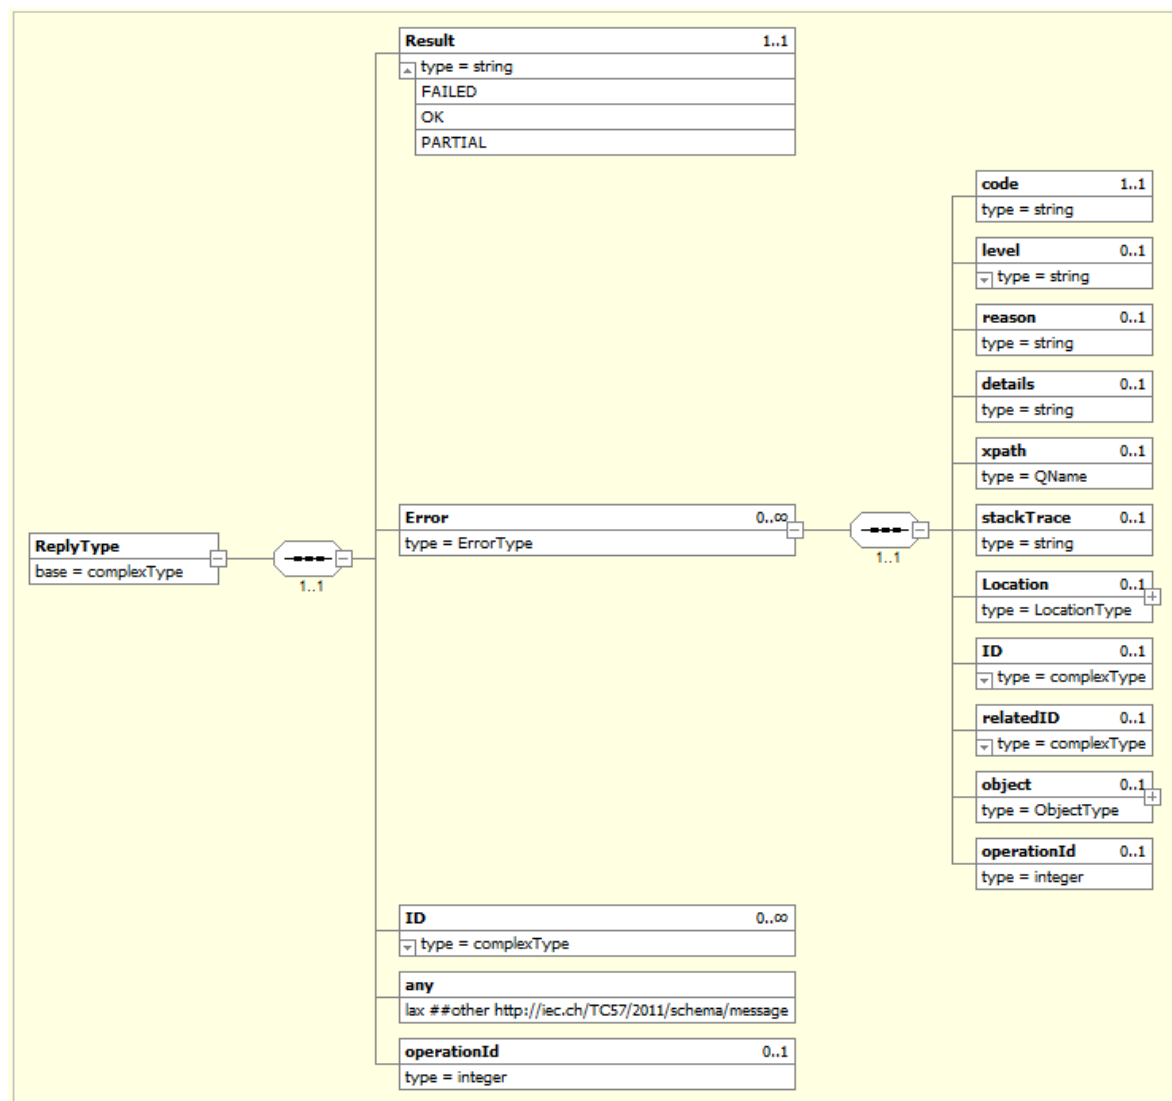 Result 1..1
type = string
FAILED
OK
PARTIAL
code 1..1
type = string
level 0..1
type = string
reason 0..1
type = string
details 0..1
type = string
xpath 0..1
type = QName
Error 0..∞
type = ErrorType
stackTrace 0..1
type = string
ReplyType
base = complexType
1..1
1..1
Location 0..1
type = LocationType
ID 0..1
type = complexType
relatedID 0..1
type = complexType
object 0..1
type = ObjectType
operationId 0..1
type = integer
ID 0..∞
type = complexType
any
lax ##other http://iec.ch/TC57/2011/schema/message
operationId 0..1
type = integer